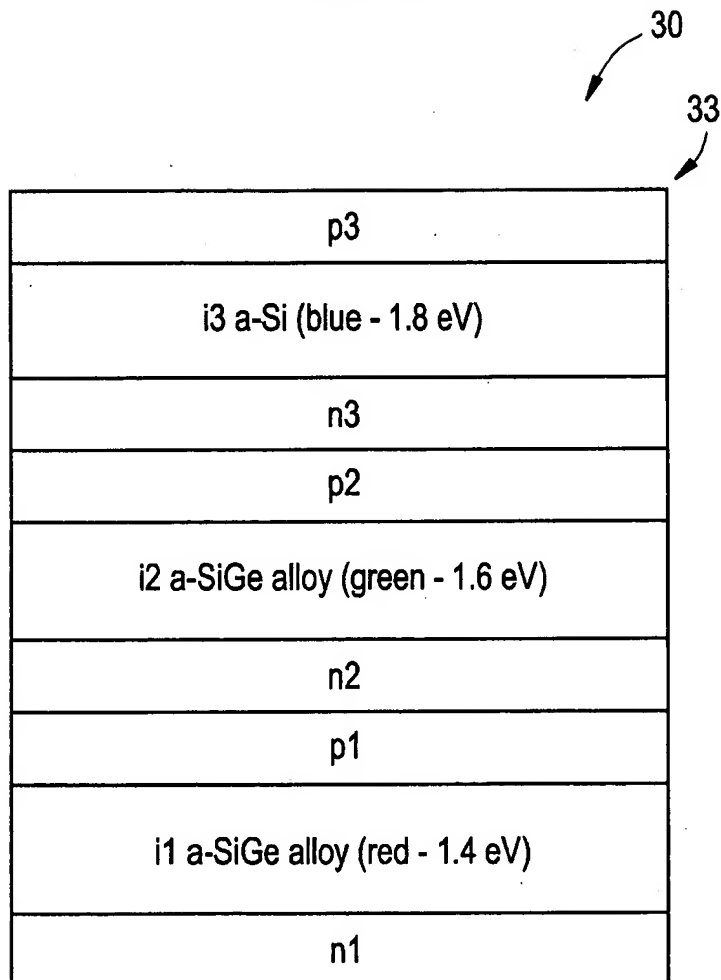 30
33
p3
i3 a-Si (blue - 1.8 eV)
n3
p2
i2 a-SiGe alloy (green - 1.6 eV)
n2
p1
i1 a-SiGe alloy (red - 1.4 eV)
n1